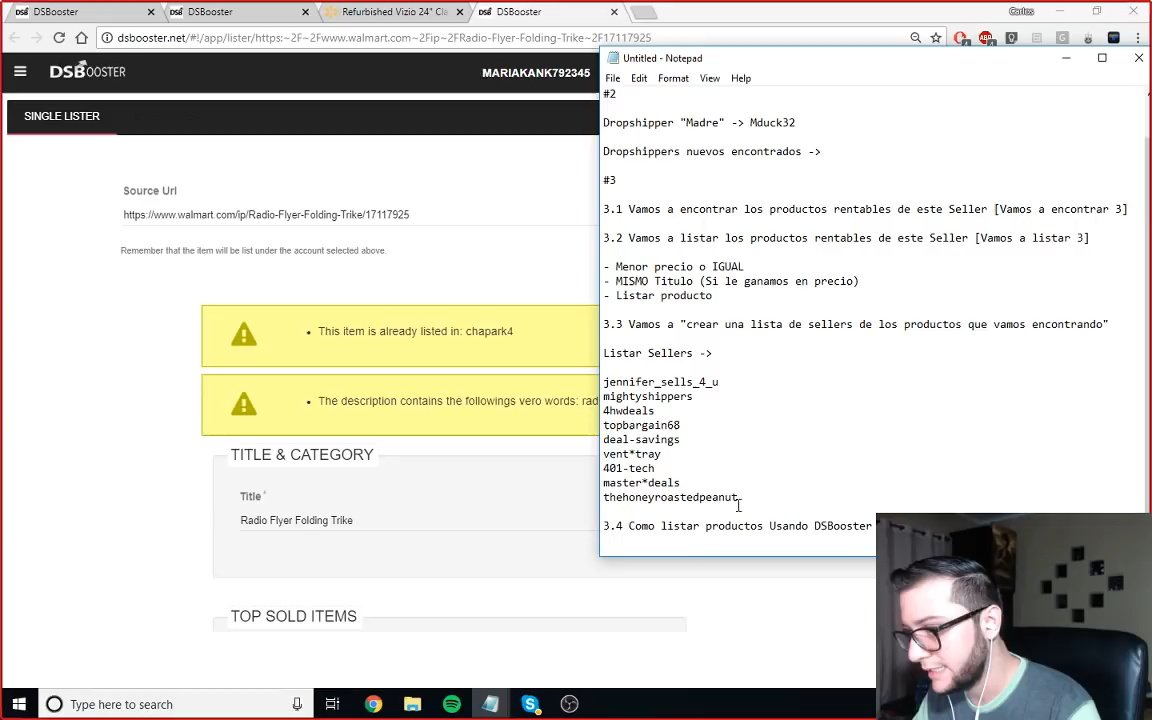 DSBooster
DSBooster
Refurbished Vizio 24" Cla
DSBooster
Carlos
dsbooster.net/#!/app/lister/https:~2F~2Fwww.walmart.com~2Fip~2FRadio-Flyer-Folding-Trike~2F17117925
DSBOOSTER
MARIAKANK792345
SINGLE LISTER
Source Url
https://www.walmart.com/ip/Radio-Flyer-Folding-Trike/17117925
Remember that the item will be list under the account selected above.
This item is already listed in: chapark4
The description contains the followings vero words: rad
TITLE & CATEGORY
Title *
Radio Flyer Folding Trike
TOP SOLD ITEMS
Untitled - Notepad
File Edit Format View Help
#2
Dropshipper "Madre" -> Mduck32
Dropshippers nuevos encontrados ->
#3
3.1 Vamos a encontrar los productos rentables de este Seller [Vamos a encontrar 3]
3.2 Vamos a listar los productos rentables de este Seller [Vamos a listar 3]
- Menor precio o IGUAL
- MISMO Titulo (Si le ganamos en precio)
- Listar producto
3.3 Vamos a "crear una lista de sellers de los productos que vamos encontrando"
Listar Sellers ->
jennifer_sells_4_u
mightyshippers
4hwdeals
topbargain68
deal-savings
vent*tray
401-tech
master*deals
thehoneyroastedpeanut
3.4 Como listar productos Usando DSBooster
Type here to search